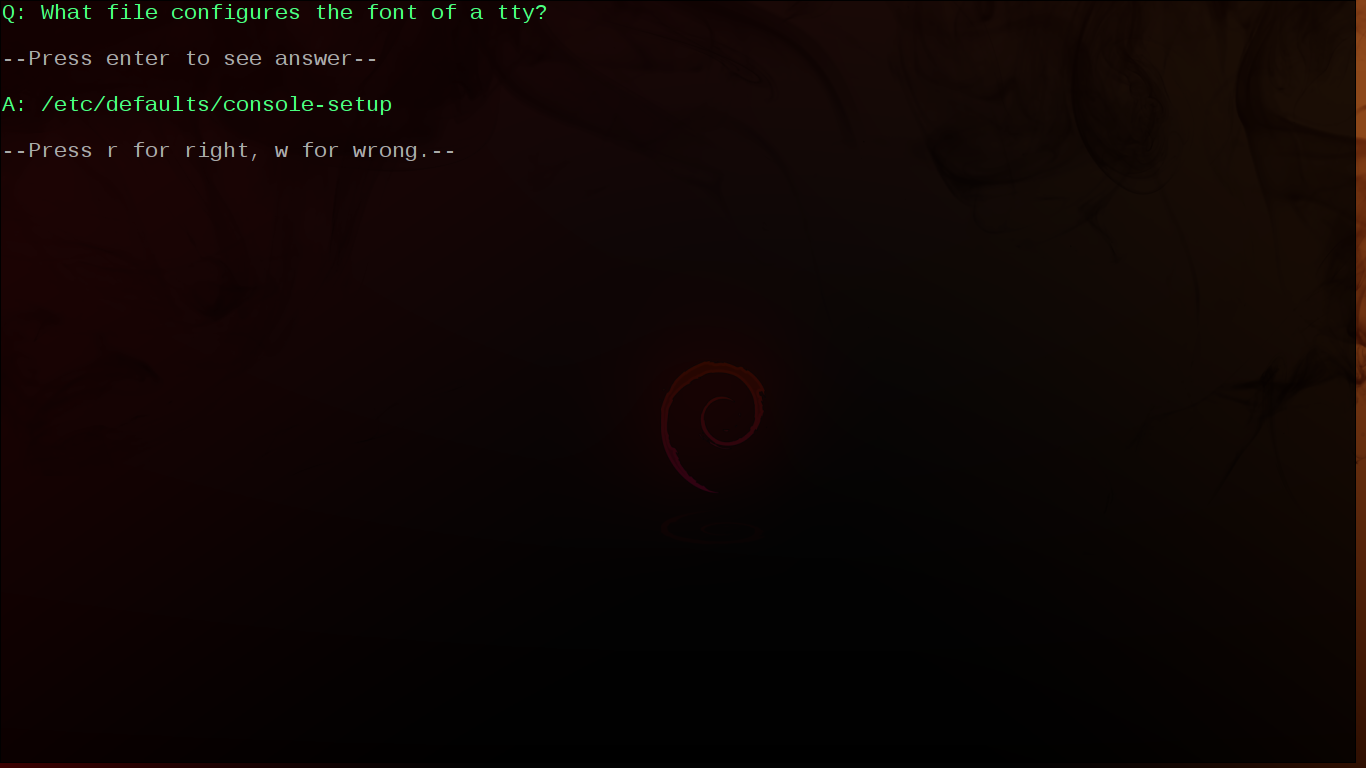 Q: What file configures the font of a tty?
--Press enter to see answer--
A: /etc/defaults/console-setup
--Press r for right, w for wrong.--